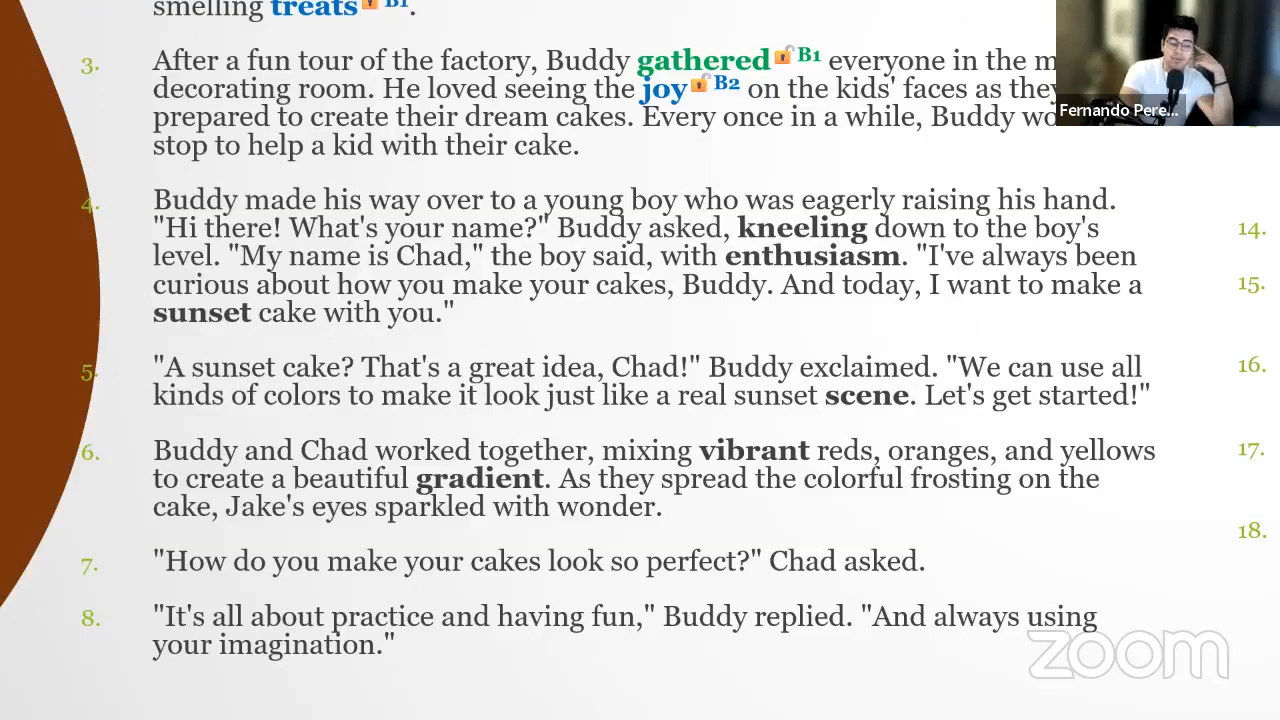 smelling treats B1.
3. After a fun tour of the factory, Buddy gathered B1 everyone in the
decorating room. He loved seeing the joy B2 on the kids' faces as they
prepared to create their dream cakes. Every once in a while, Buddy
stop to help a kid with their cake.
4. Buddy made his way over to a young boy who was eagerly raising his hand.
"Hi there! What's your name?" Buddy asked, kneeling down to the boy's
level. "My name is Chad," the boy said, with enthusiasm. "I've always been
curious about how you make your cakes, Buddy. And today, I want to make a
sunset cake with you."
5. "A sunset cake? That's a great idea, Chad!" Buddy exclaimed. "We can use all
kinds of colors to make it look just like a real sunset scene. Let's get started!"
6. Buddy and Chad worked together, mixing vibrant reds, oranges, and yellows
to create a beautiful gradient. As they spread the colorful frosting on the
cake, Jake's eyes sparkled with wonder.
7. "How do you make your cakes look so perfect?" Chad asked.
8. "It's all about practice and having fun," Buddy replied. "And always using
your imagination."
Fernando Pere...
14.
15.
16.
17.
18.
zoom